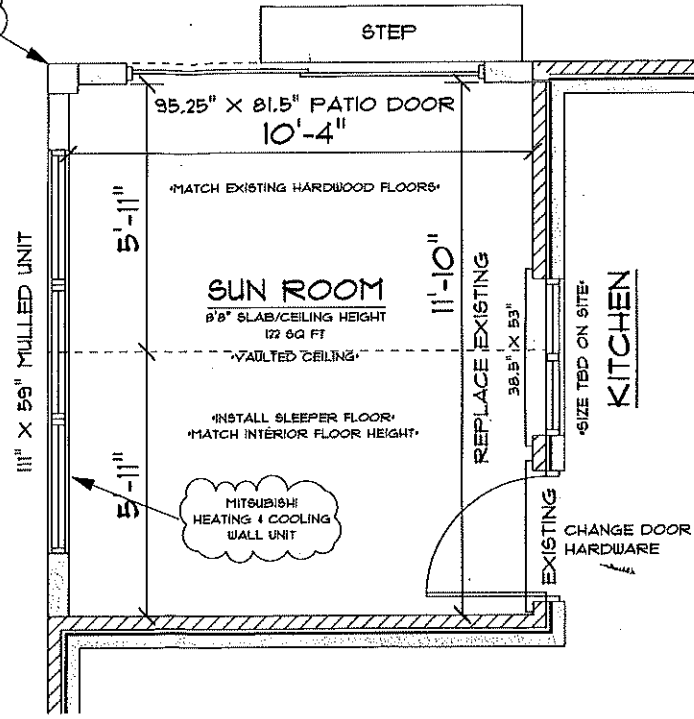 STEP
95.25" X 81.5" PATIO DOOR
10'-4"
•MATCH EXISTING HARDWOOD FLOORS•
5'-11"
11'-10"
111" X 59" MULLED UNIT
SUN ROOM
8'8" SLAB/CEILING HEIGHT
122 SQ FT
•VAULTED CEILING•
REPLACE EXISTING
38.5" X 53"
•SIZE TBD ON SITE•
KITCHEN
•INSTALL SLEEPER FLOOR•
•MATCH INTERIOR FLOOR HEIGHT•
5'-11"
MITSUBISHI
HEATING & COOLING
WALL UNIT
EXISTING
CHANGE DOOR
HARDWARE